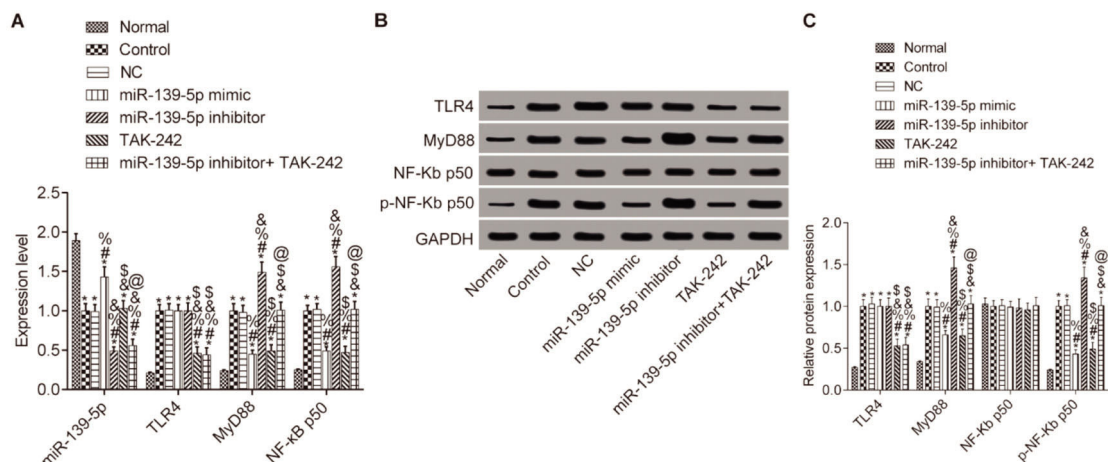 A
Normal
Control
NC
miR-139-5p mimic
miR-139-5p inhibitor
TAK-242
miR-139-5p inhibitor+ TAK-242
Expression level
2.5
2.0
1.5
1.0
0.5
0.0
miR-139-5p
TLR4
MyD88
NF-κB p50
B
TLR4
MyD88
NF-Kb p50
p-NF-Kb p50
GAPDH
Normal
Control
NC
miR-139-5p mimic
miR-139-5p inhibitor
TAK-242
miR-139-5p inhibitor+TAK-242
C
Normal
Control
NC
miR-139-5p mimic
miR-139-5p inhibitor
TAK-242
miR-139-5p inhibitor+ TAK-242
Relative protein expression
2.0
1.5
1.0
0.5
0.0
TLR4
MyD88
NF-Kb p50
p-NF-Kb p50